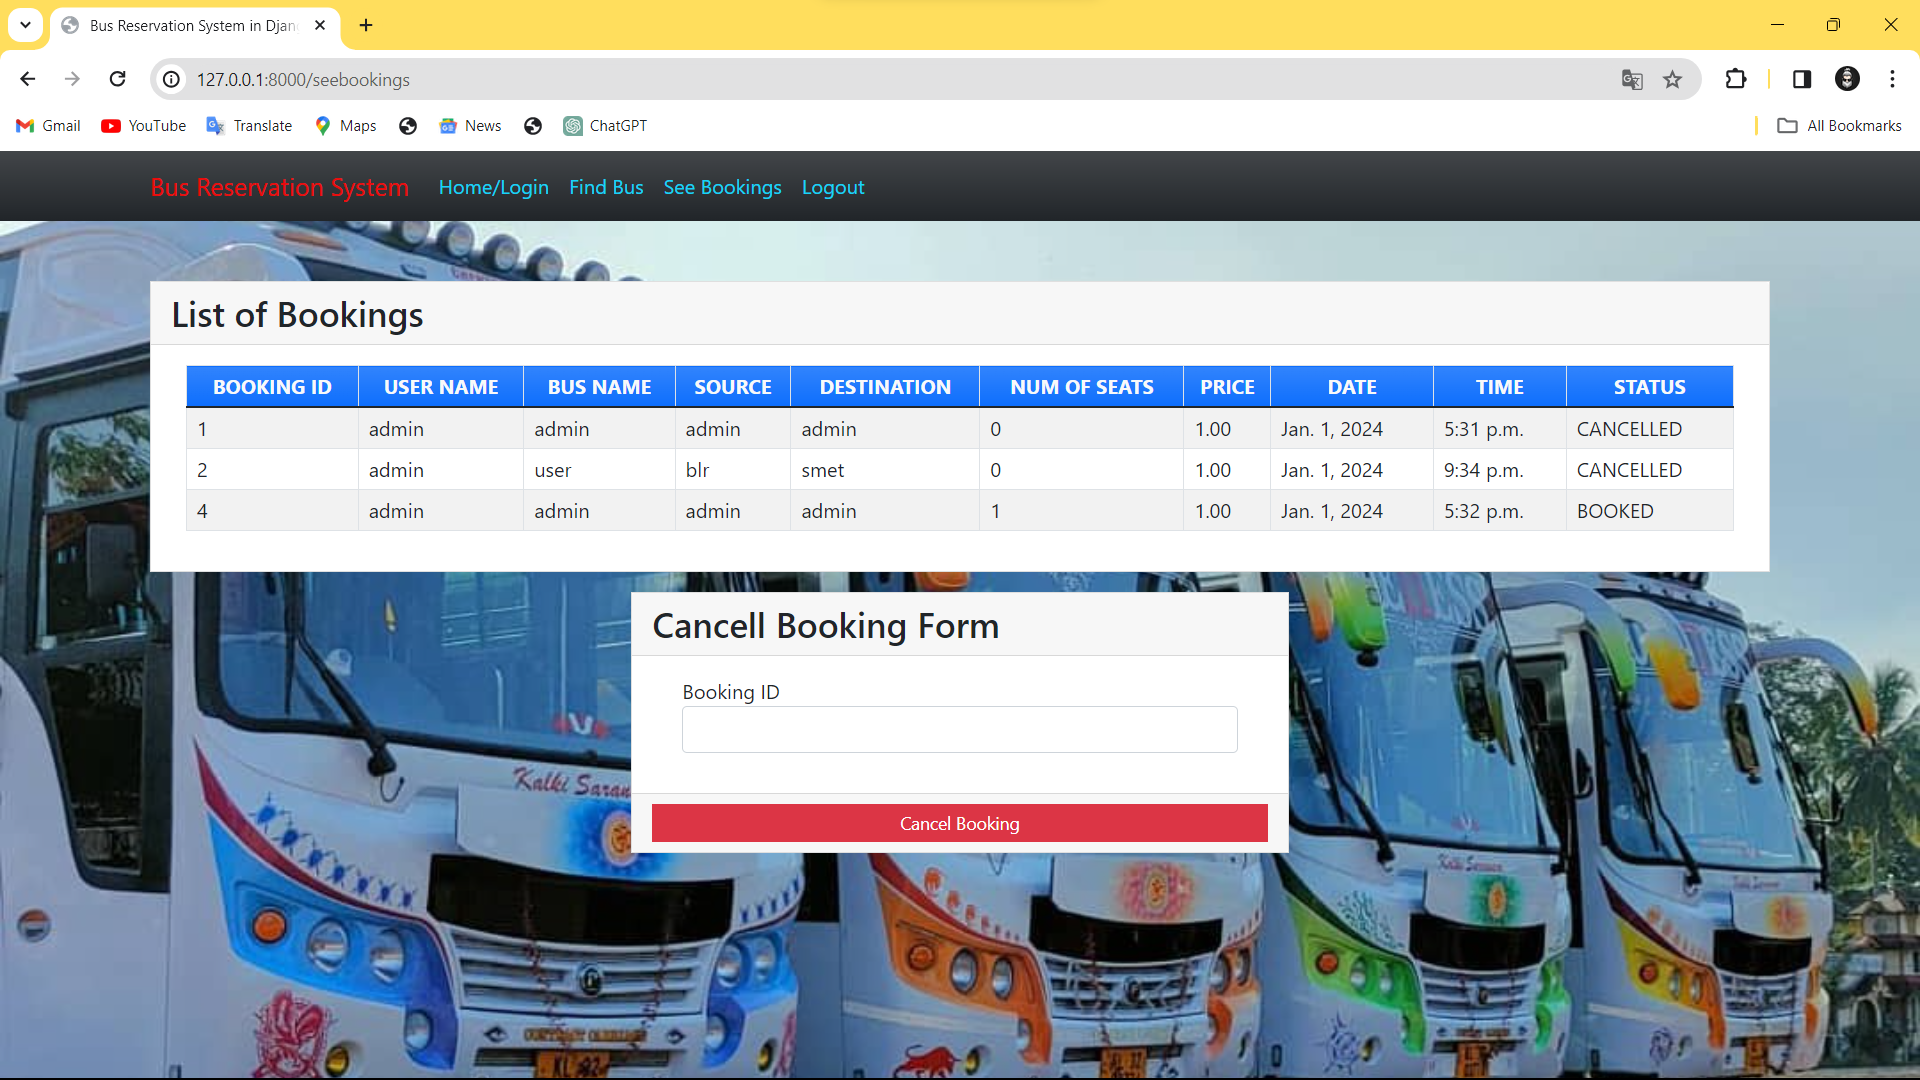 Bus Reservation System in Djan
127.0.0.1:8000/seebookings
Gmail YouTube Translate Maps News ChatGPT All Bookmarks
Bus Reservation System Home/Login Find Bus See Bookings Logout
List of Bookings
BOOKING ID USER NAME BUS NAME SOURCE DESTINATION NUM OF SEATS PRICE DATE TIME STATUS
1 admin admin admin admin 0 1.00 Jan. 1, 2024 5:31 p.m. CANCELLED
2 admin user blr smet 0 1.00 Jan. 1, 2024 9:34 p.m. CANCELLED
4 admin admin admin admin 1 1.00 Jan. 1, 2024 5:32 p.m. BOOKED
Cancell Booking Form
Booking ID
Kalki Saran
Cancel Booking
CONTRACT CARRIAGE